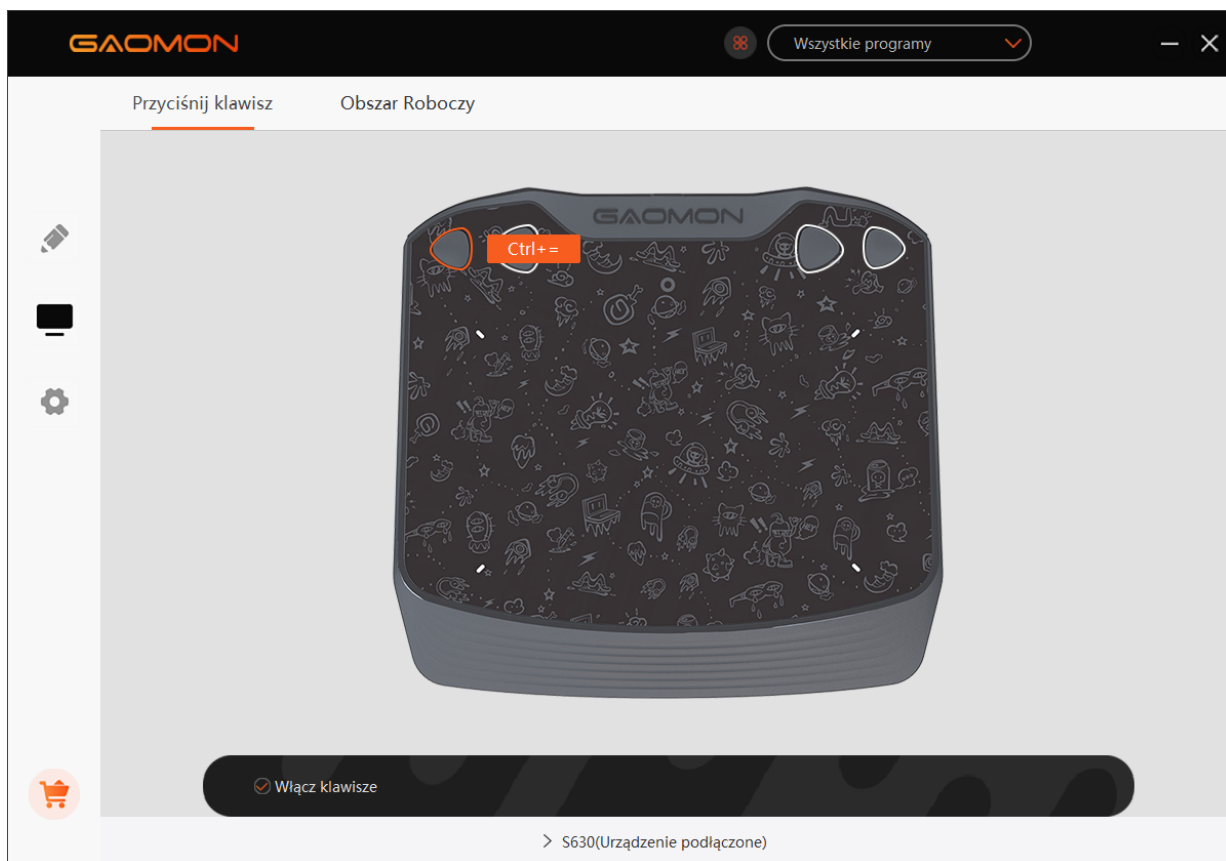 GAOMON
Wszystkie programy
Przyciśnij klawisz
Obszar Roboczy
GAOMON
Ctrl+=
Włącz klawisze
S630(Urządzenie podłączone)